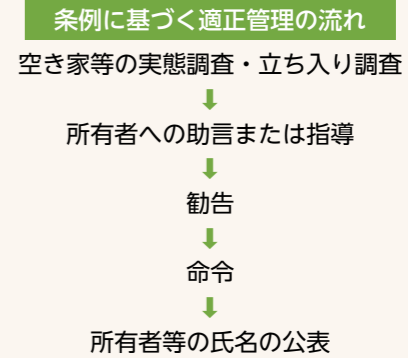 条例に基づく適正管理の流れ
空き家等の実態調査・立ち入り調査
⬇
所有者への助言または指導
⬇
勧告
⬇
命令
⬇
所有者等の氏名の公表